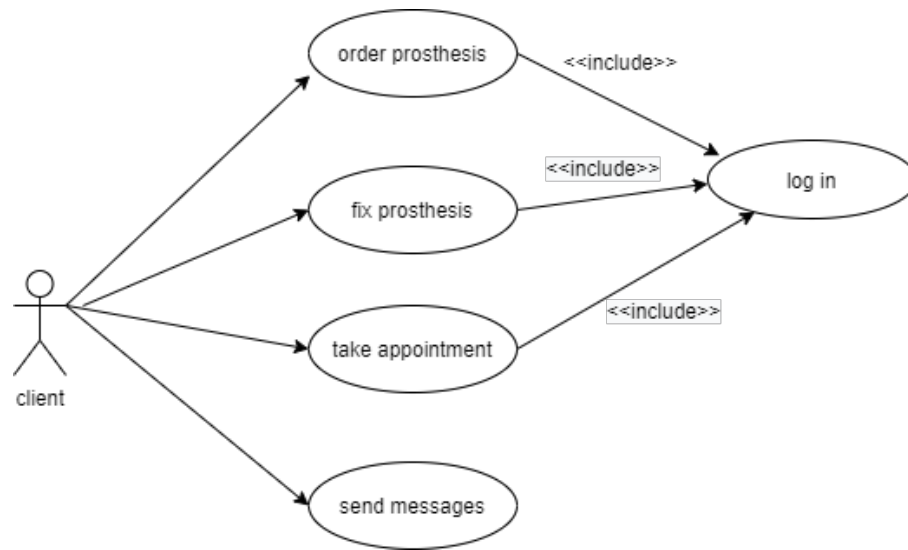 order prosthesis
<<include>>
<<include>>
log in
fix prosthesis
<<include>>
take appointment
client
send messages